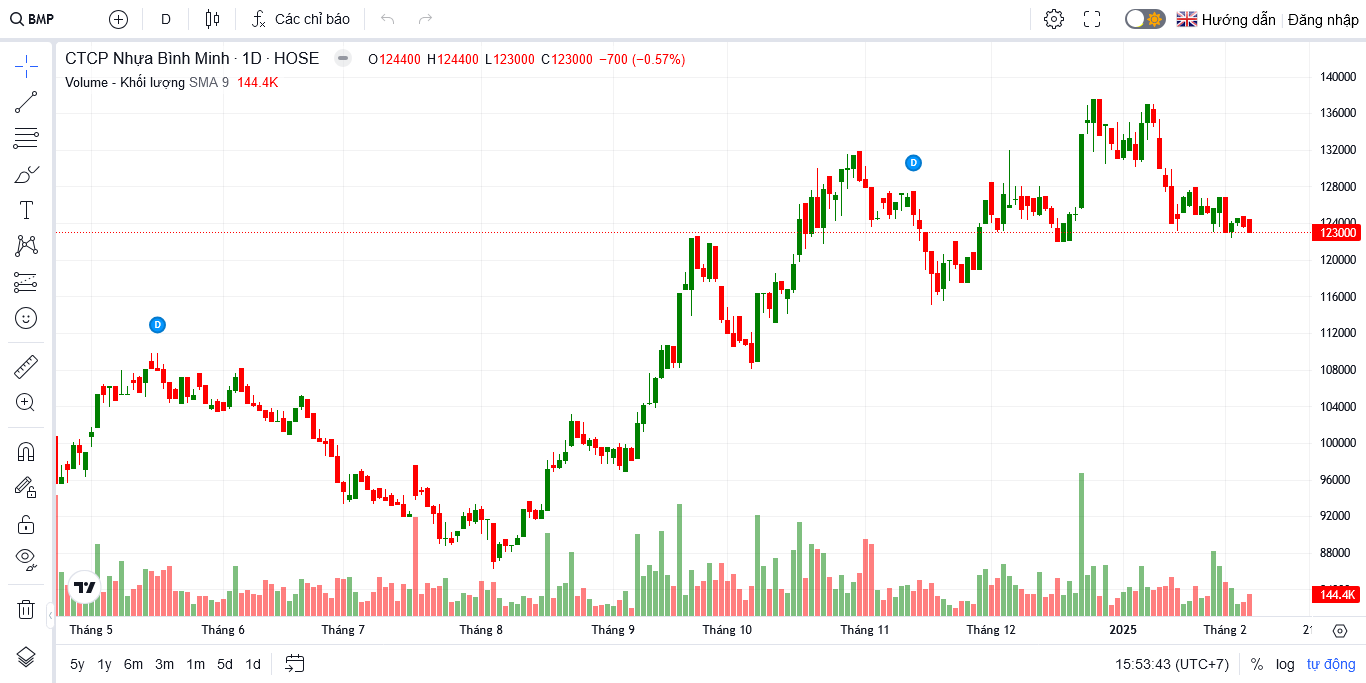 BMP D Các chỉ báo Hướng dẫn Đăng nhập
CTCP Nhựa Bình Minh · 1D · HOSE O124400 H124400 L123000 C123000 −700 (−0.57%)
Volume - Khối lượng SMA 9 144.4K
140000
136000
132000
128000
124000
123000
120000
116000
112000
108000
104000
100000
96000
92000
88000
144.4K
D
D
Tháng 5 Tháng 6 Tháng 7 Tháng 8 Tháng 9 Tháng 10 Tháng 11 Tháng 12 2025 Tháng 2
5y 1y 6m 3m 1m 5d 1d 15:53:43 (UTC+7) % log tự động